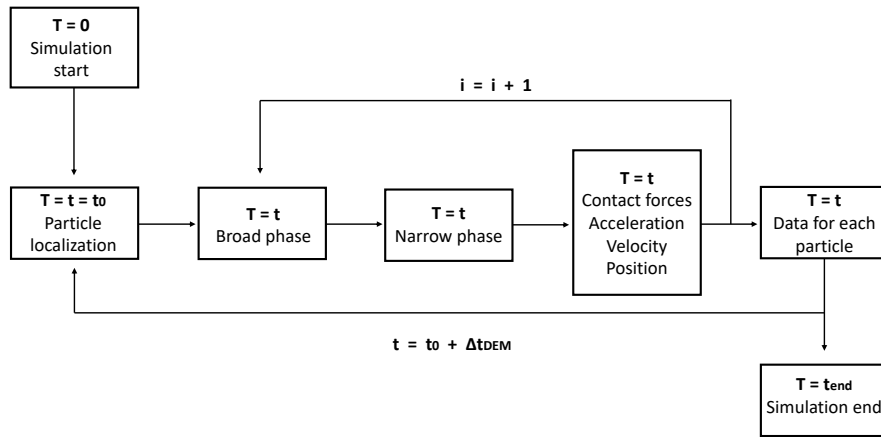 T = 0
Simulation
start
i = i + 1
T = t = t0
Particle
localization
T = t
Broad phase
T = t
Narrow phase
T = t
Contact forces
Acceleration
Velocity
Position
T = t
Data for each
particle
t = t0 + ΔtDEM
T = tend
Simulation end